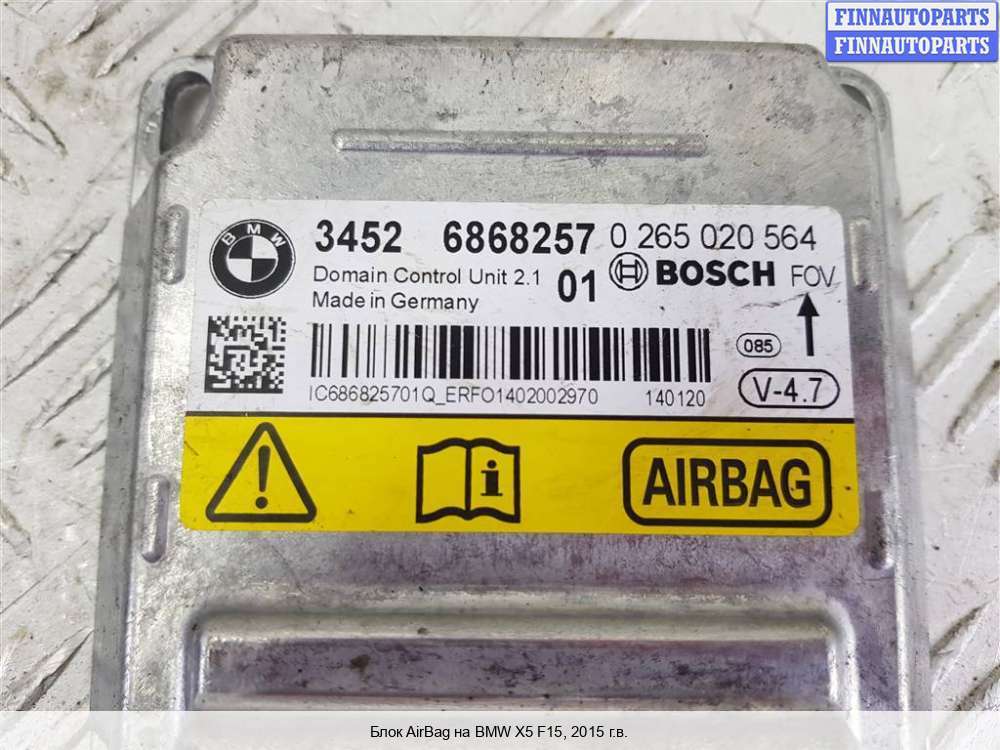 FINNAUTOPARTS
FINNAUTOPARTS
BMW
3452 6868257 0 265 020 564
Domain Control Unit 2.1 01 BOSCH FOV
Made in Germany
085
IC686825701Q_ERFO1402002970 140120 V-4.7
i AIRBAG
Блок AirBag на BMW X5 F15, 2015 г.в.